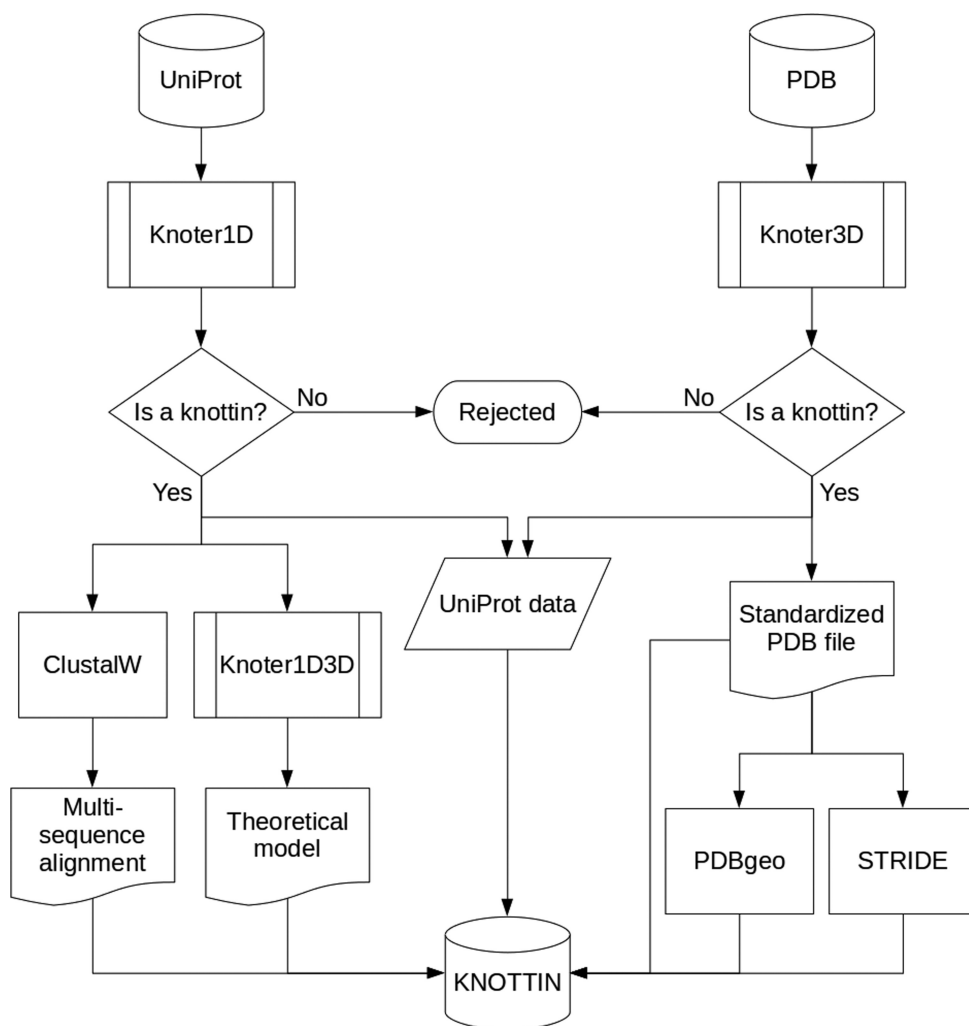 UniProt
PDB
Knoter1D
Knoter3D
Is a knottin?
No
Rejected
No
Is a knottin?
Yes
Yes
UniProt data
Standardized
PDB file
ClustalW
Knoter1D3D
Multi-
sequence
alignment
Theoretical
model
PDBgeo
STRIDE
KNOTTIN